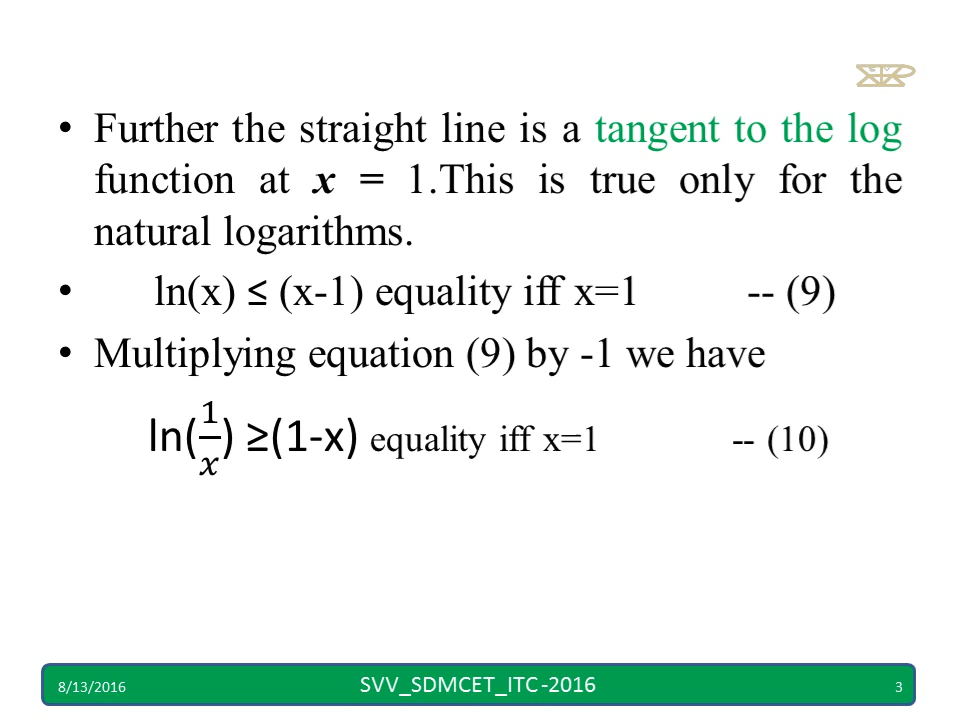 • Further the straight line is a tangent to the log
function at x = 1.This is true only for the
natural logarithms.
• ln(x) ≤ (x-1) equality iff x=1 -- (9)
• Multiplying equation (9) by -1 we have
ln(1/x) ≥(1-x) equality iff x=1 -- (10)
8/13/2016 SVV_SDMCET_ITC -2016 3